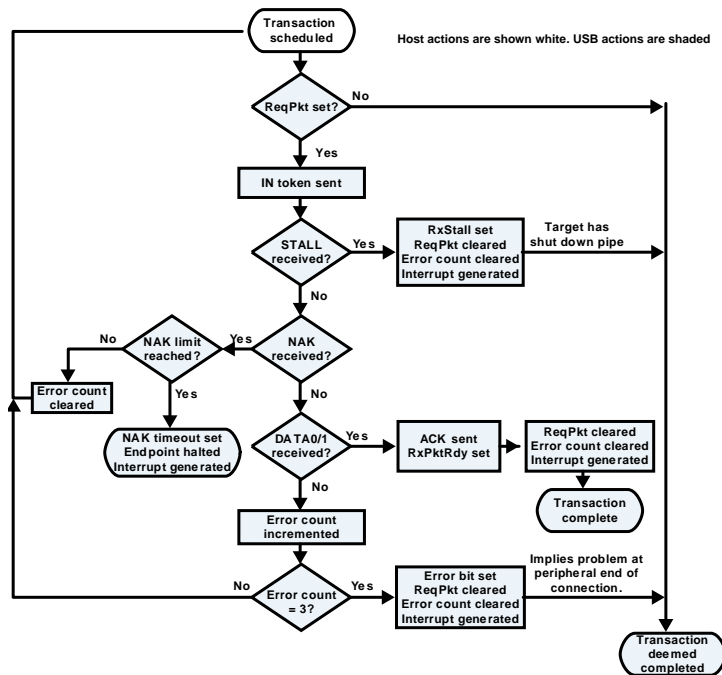 Transaction
scheduled
Host actions are shown white. USB actions are shaded
ReqPkt set?
No
Yes
IN token sent
STALL
received?
Yes
RxStall set
ReqPkt cleared
Error count cleared
Interrupt generated
Target has
shut down pipe
No
No
NAK limit
reached?
Yes
NAK
received?
Error count
cleared
Yes
No
NAK timeout set
Endpoint halted
Interrupt generated
DATA0/1
received?
Yes
ACK sent
RxPktRdy set
ReqPkt cleared
Error count cleared
Interrupt generated
No
Transaction
complete
Error count
incremented
No
Error count
= 3?
Yes
Error bit set
ReqPkt cleared
Error count cleared
Interrupt generated
Implies problem at
peripheral end of
connection.
Transaction
deemed
completed